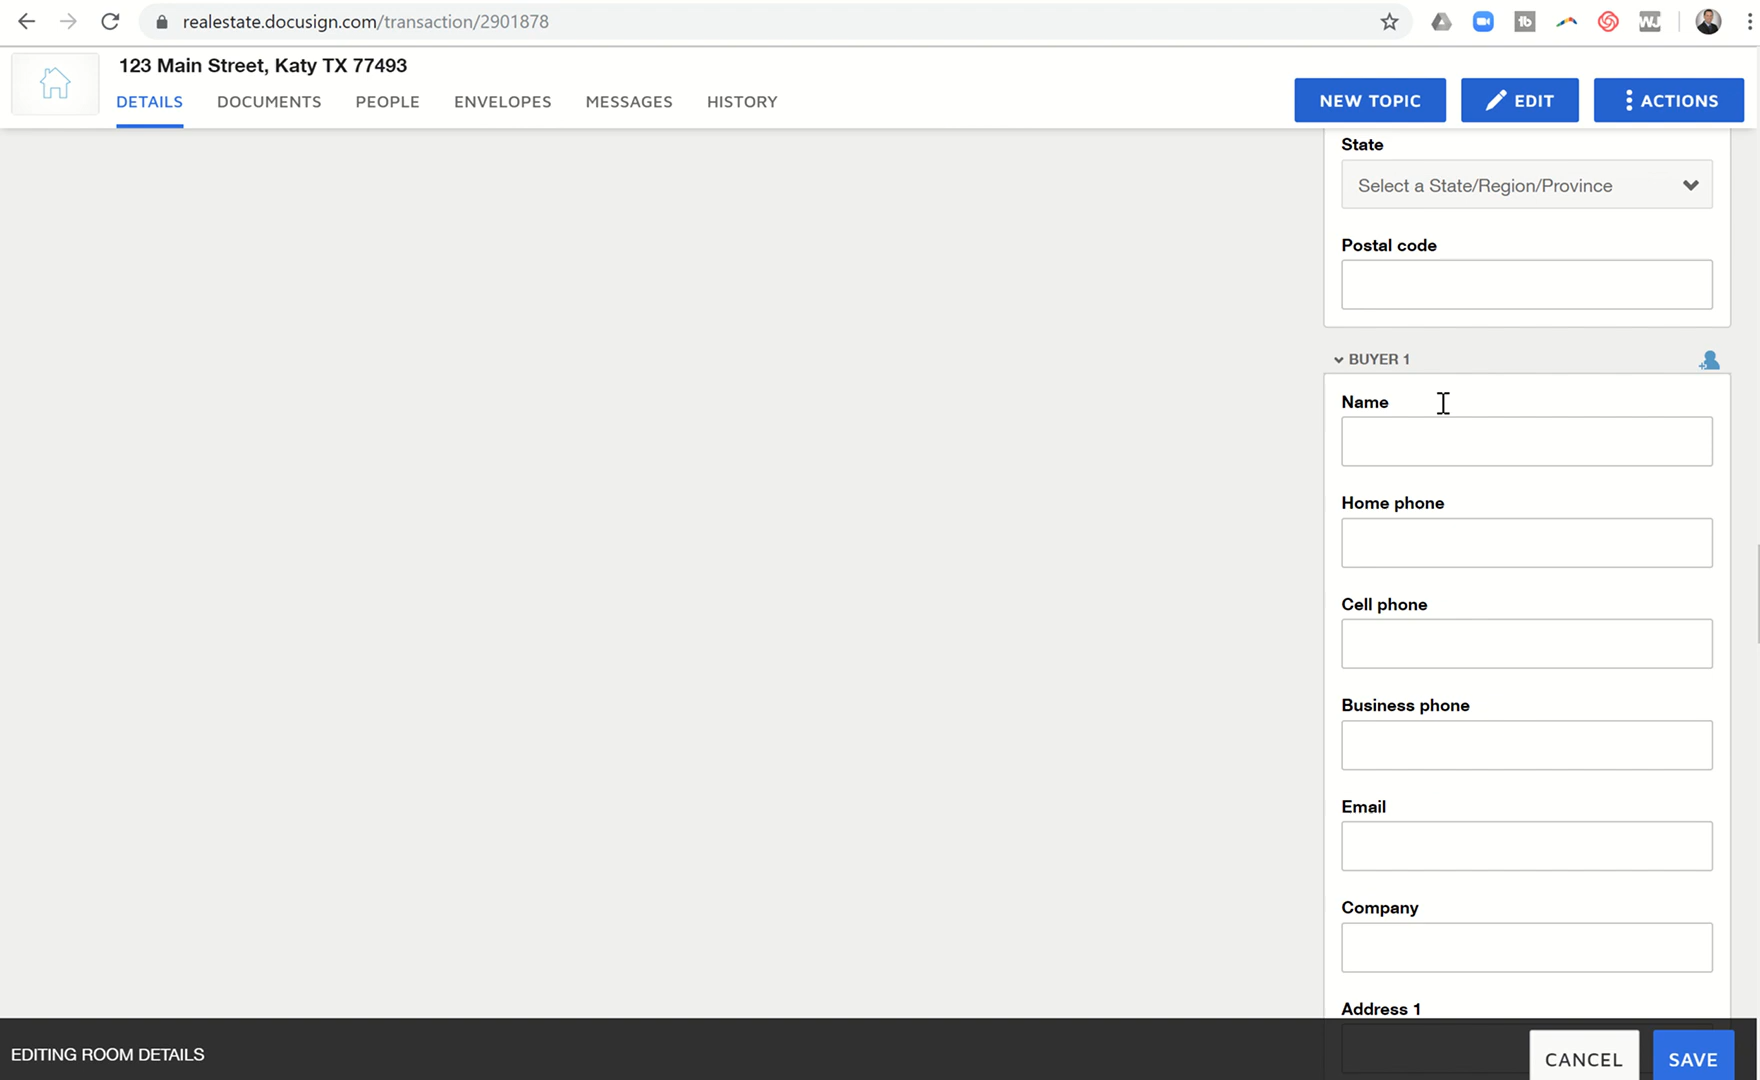 realestate.docusign.com/transaction/2901878
tb
WJ
123 Main Street, Katy TX 77493
DETAILS DOCUMENTS PEOPLE ENVELOPES MESSAGES HISTORY
NEW TOPIC EDIT ACTIONS
State
Select a State/Region/Province
Postal code
BUYER 1
Name
Home phone
Cell phone
Business phone
Email
Company
Address 1
EDITING ROOM DETAILS
CANCEL SAVE